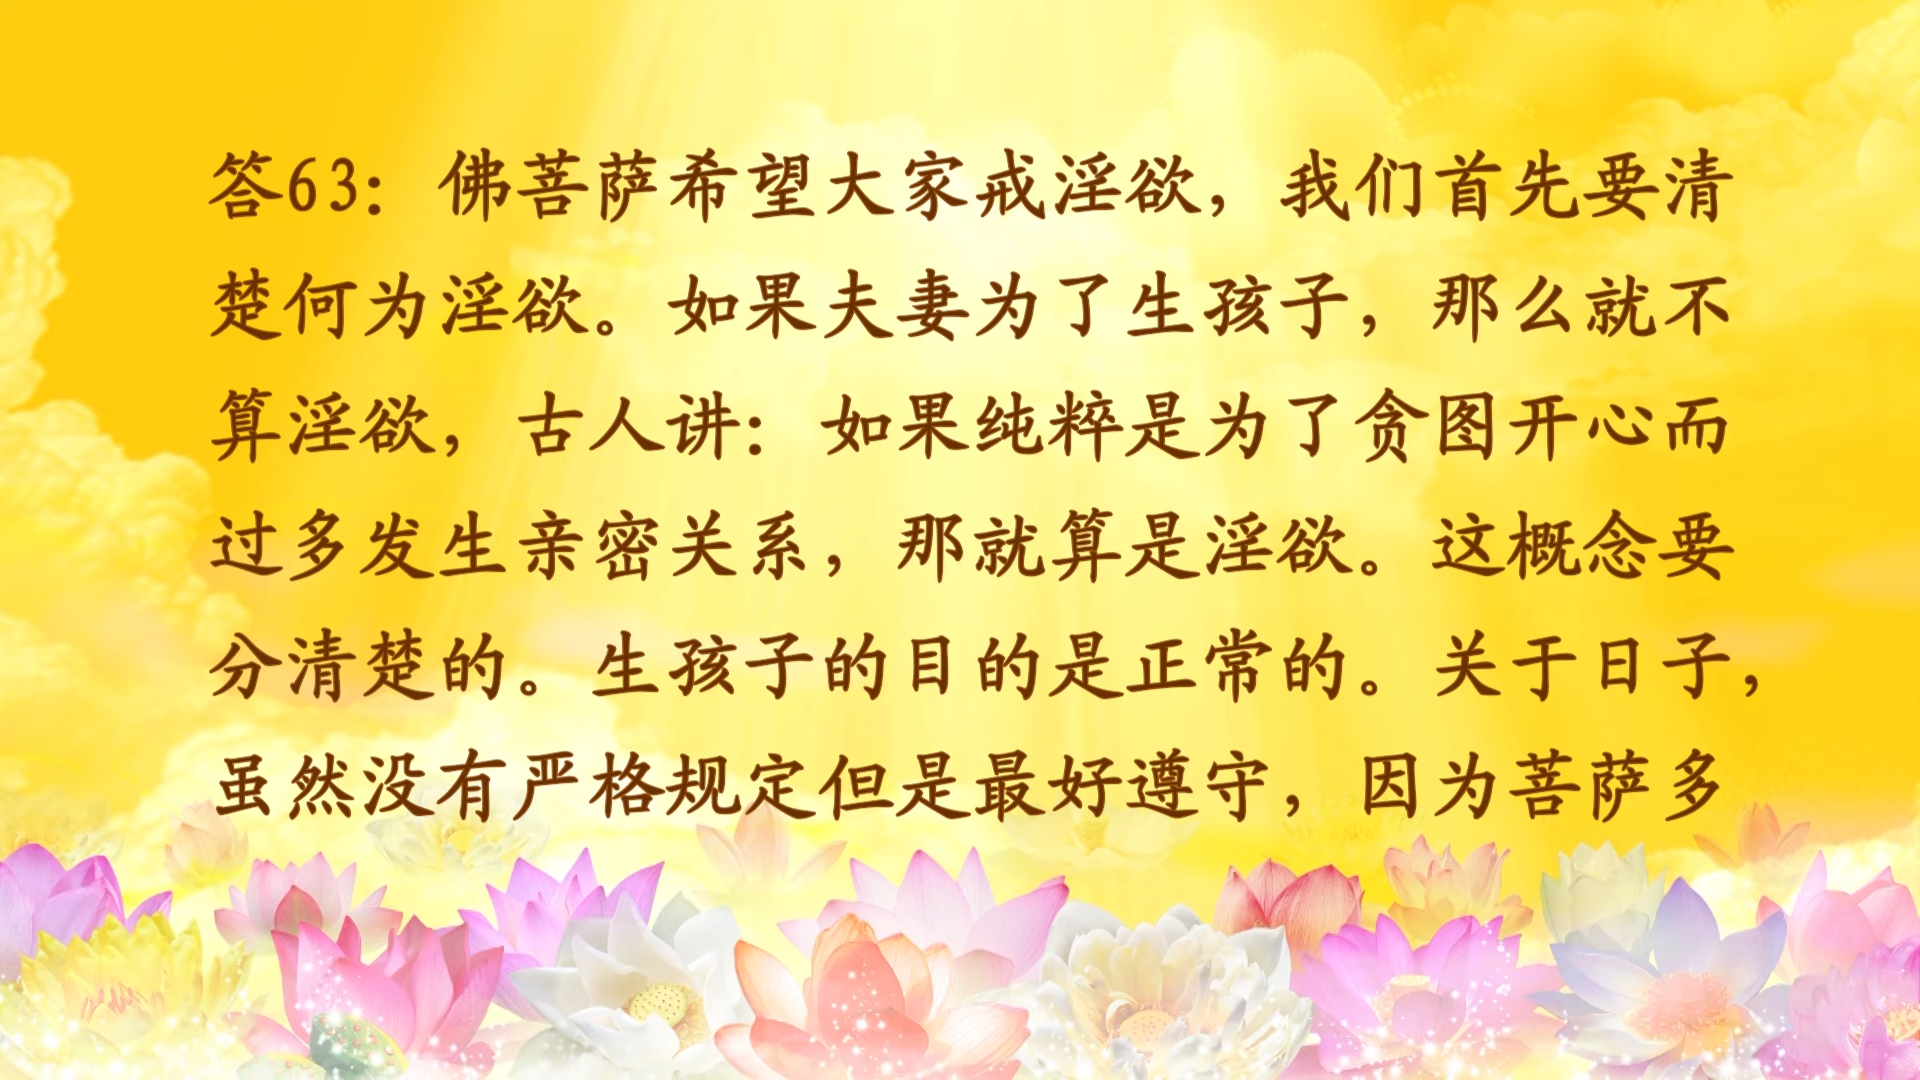 答63：佛菩萨希望大家戒淫欲，我们首先要清
楚何为淫欲。如果夫妻为了生孩子，那么就不
算淫欲，古人讲：如果纯粹是为了贪图开心而
过多发生亲密关系，那就算是淫欲。这概念要
分清楚的。生孩子的目的是正常的。关于日子，
虽然没有严格规定但是最好遵守，因为菩萨多